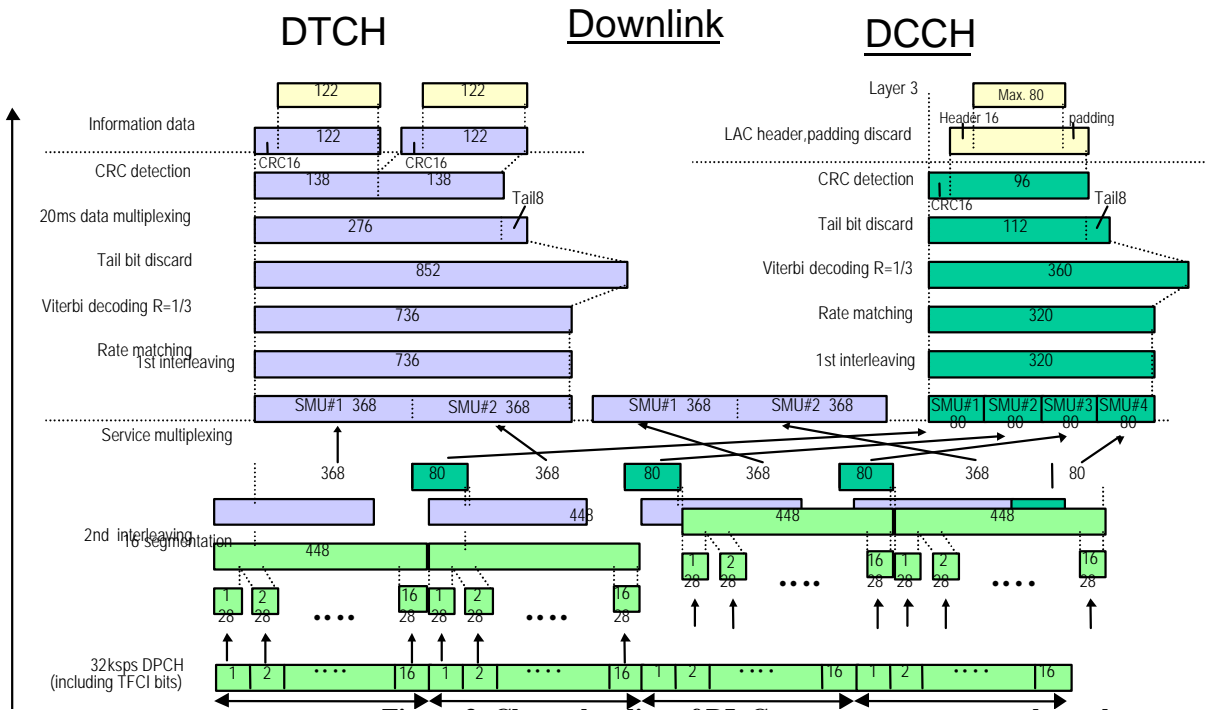 DTCH Downlink DCCH
122 122 Layer 3 Max. 80
Information data 122 122 LAC header,padding discard Header 16 padding
CRC16 CRC16
CRC detection 138 138 CRC detection 96
CRC16
20ms data multiplexing 276 Tail8 Tail bit discard 112 Tail8
Tail bit discard 852 Viterbi decoding R=1/3 360
Viterbi decoding R=1/3 736 Rate matching 320
Rate matching
1st interleaving 736 1st interleaving 320
SMU#1 368 SMU#2 368 SMU#1 368 SMU#2 368 SMU#1 80 SMU#2 80 SMU#3 80 SMU#4 80
Service multiplexing
368 80 368 80 368 80 368 80
448
448 448
2nd interleaving
16 segmentation
448
1 28 2 28 •••• 16 28 1 28 2 28 •••• 16 28 1 28 2 28 •••• 16 28 1 28 2 28 •••• 16 28
32ksps DPCH
(including TFCI bits)
1 2 •••• 16 1 2 •••• 16 1 2 •••• 16 1 2 •••• 16